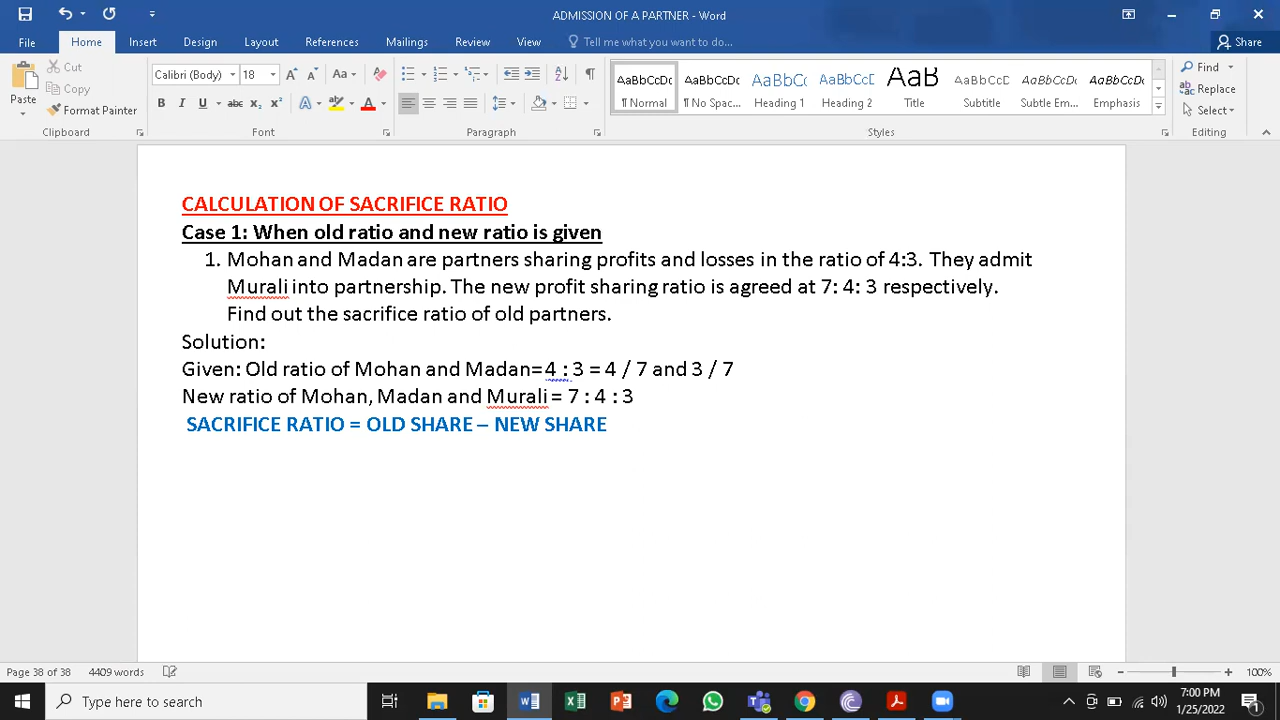 ADMISSION OF A PARTNER - Word
File Home Insert Design Layout References Mailings Review View Tell me what you want to do... Share
Paste Cut Copy Format Painter
Calibri (Body) 18 Aa
B I U abc x₂ x² A A
¶
AaBbCcDc AaBbCcDc AaBbCc AaBbCcD AaB AaBbCcD AaBbCcDc AaBbCcDc
¶ Normal ¶ No Spac... Heading 1 Heading 2 Title Subtitle Subtle Em... Emphasis
Find Replace Select
Clipboard Font Paragraph Styles Editing
CALCULATION OF SACRIFICE RATIO
Case 1: When old ratio and new ratio is given
1. Mohan and Madan are partners sharing profits and losses in the ratio of 4:3. They admit
Murali into partnership. The new profit sharing ratio is agreed at 7: 4: 3 respectively.
Find out the sacrifice ratio of old partners.
Solution:
Given: Old ratio of Mohan and Madan=4 : 3 = 4 / 7 and 3 / 7
New ratio of Mohan, Madan and Murali = 7 : 4 : 3
SACRIFICE RATIO = OLD SHARE – NEW SHARE
Page 38 of 38 4409 words 100%
Type here to search
7:00 PM
1/25/2022